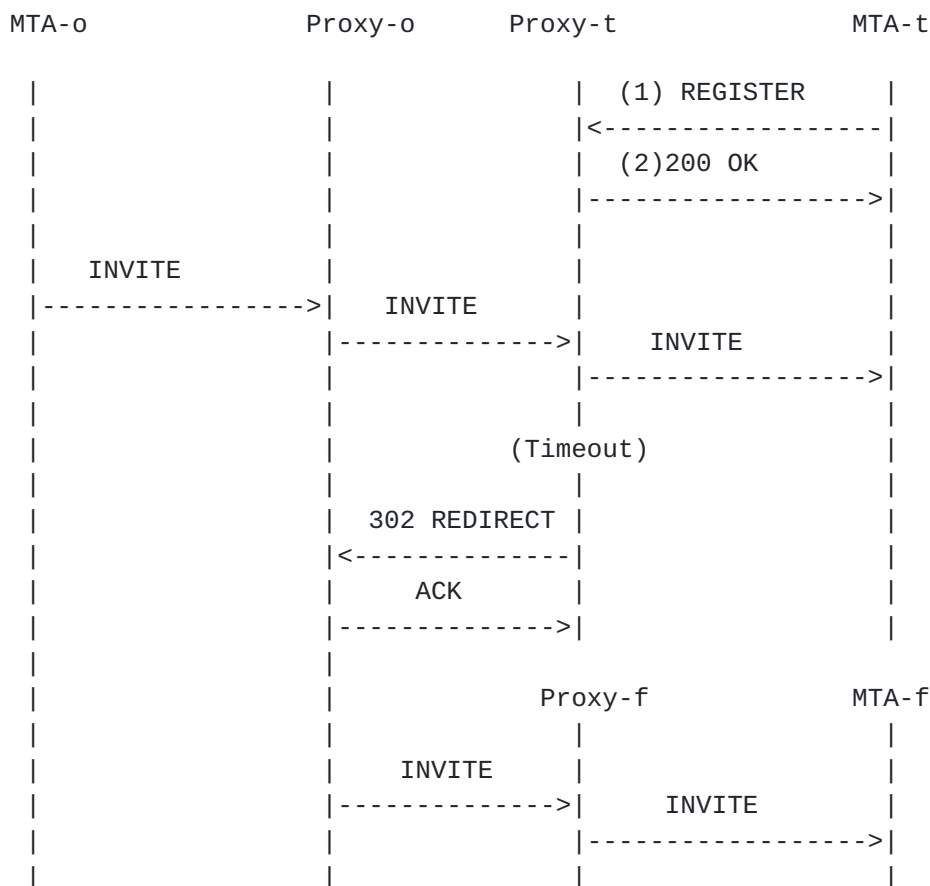 MTA-o Proxy-o Proxy-t MTA-t
(1) REGISTER
(2)200 OK
INVITE
INVITE
INVITE
(Timeout)
302 REDIRECT
ACK
Proxy-f MTA-f
INVITE
INVITE